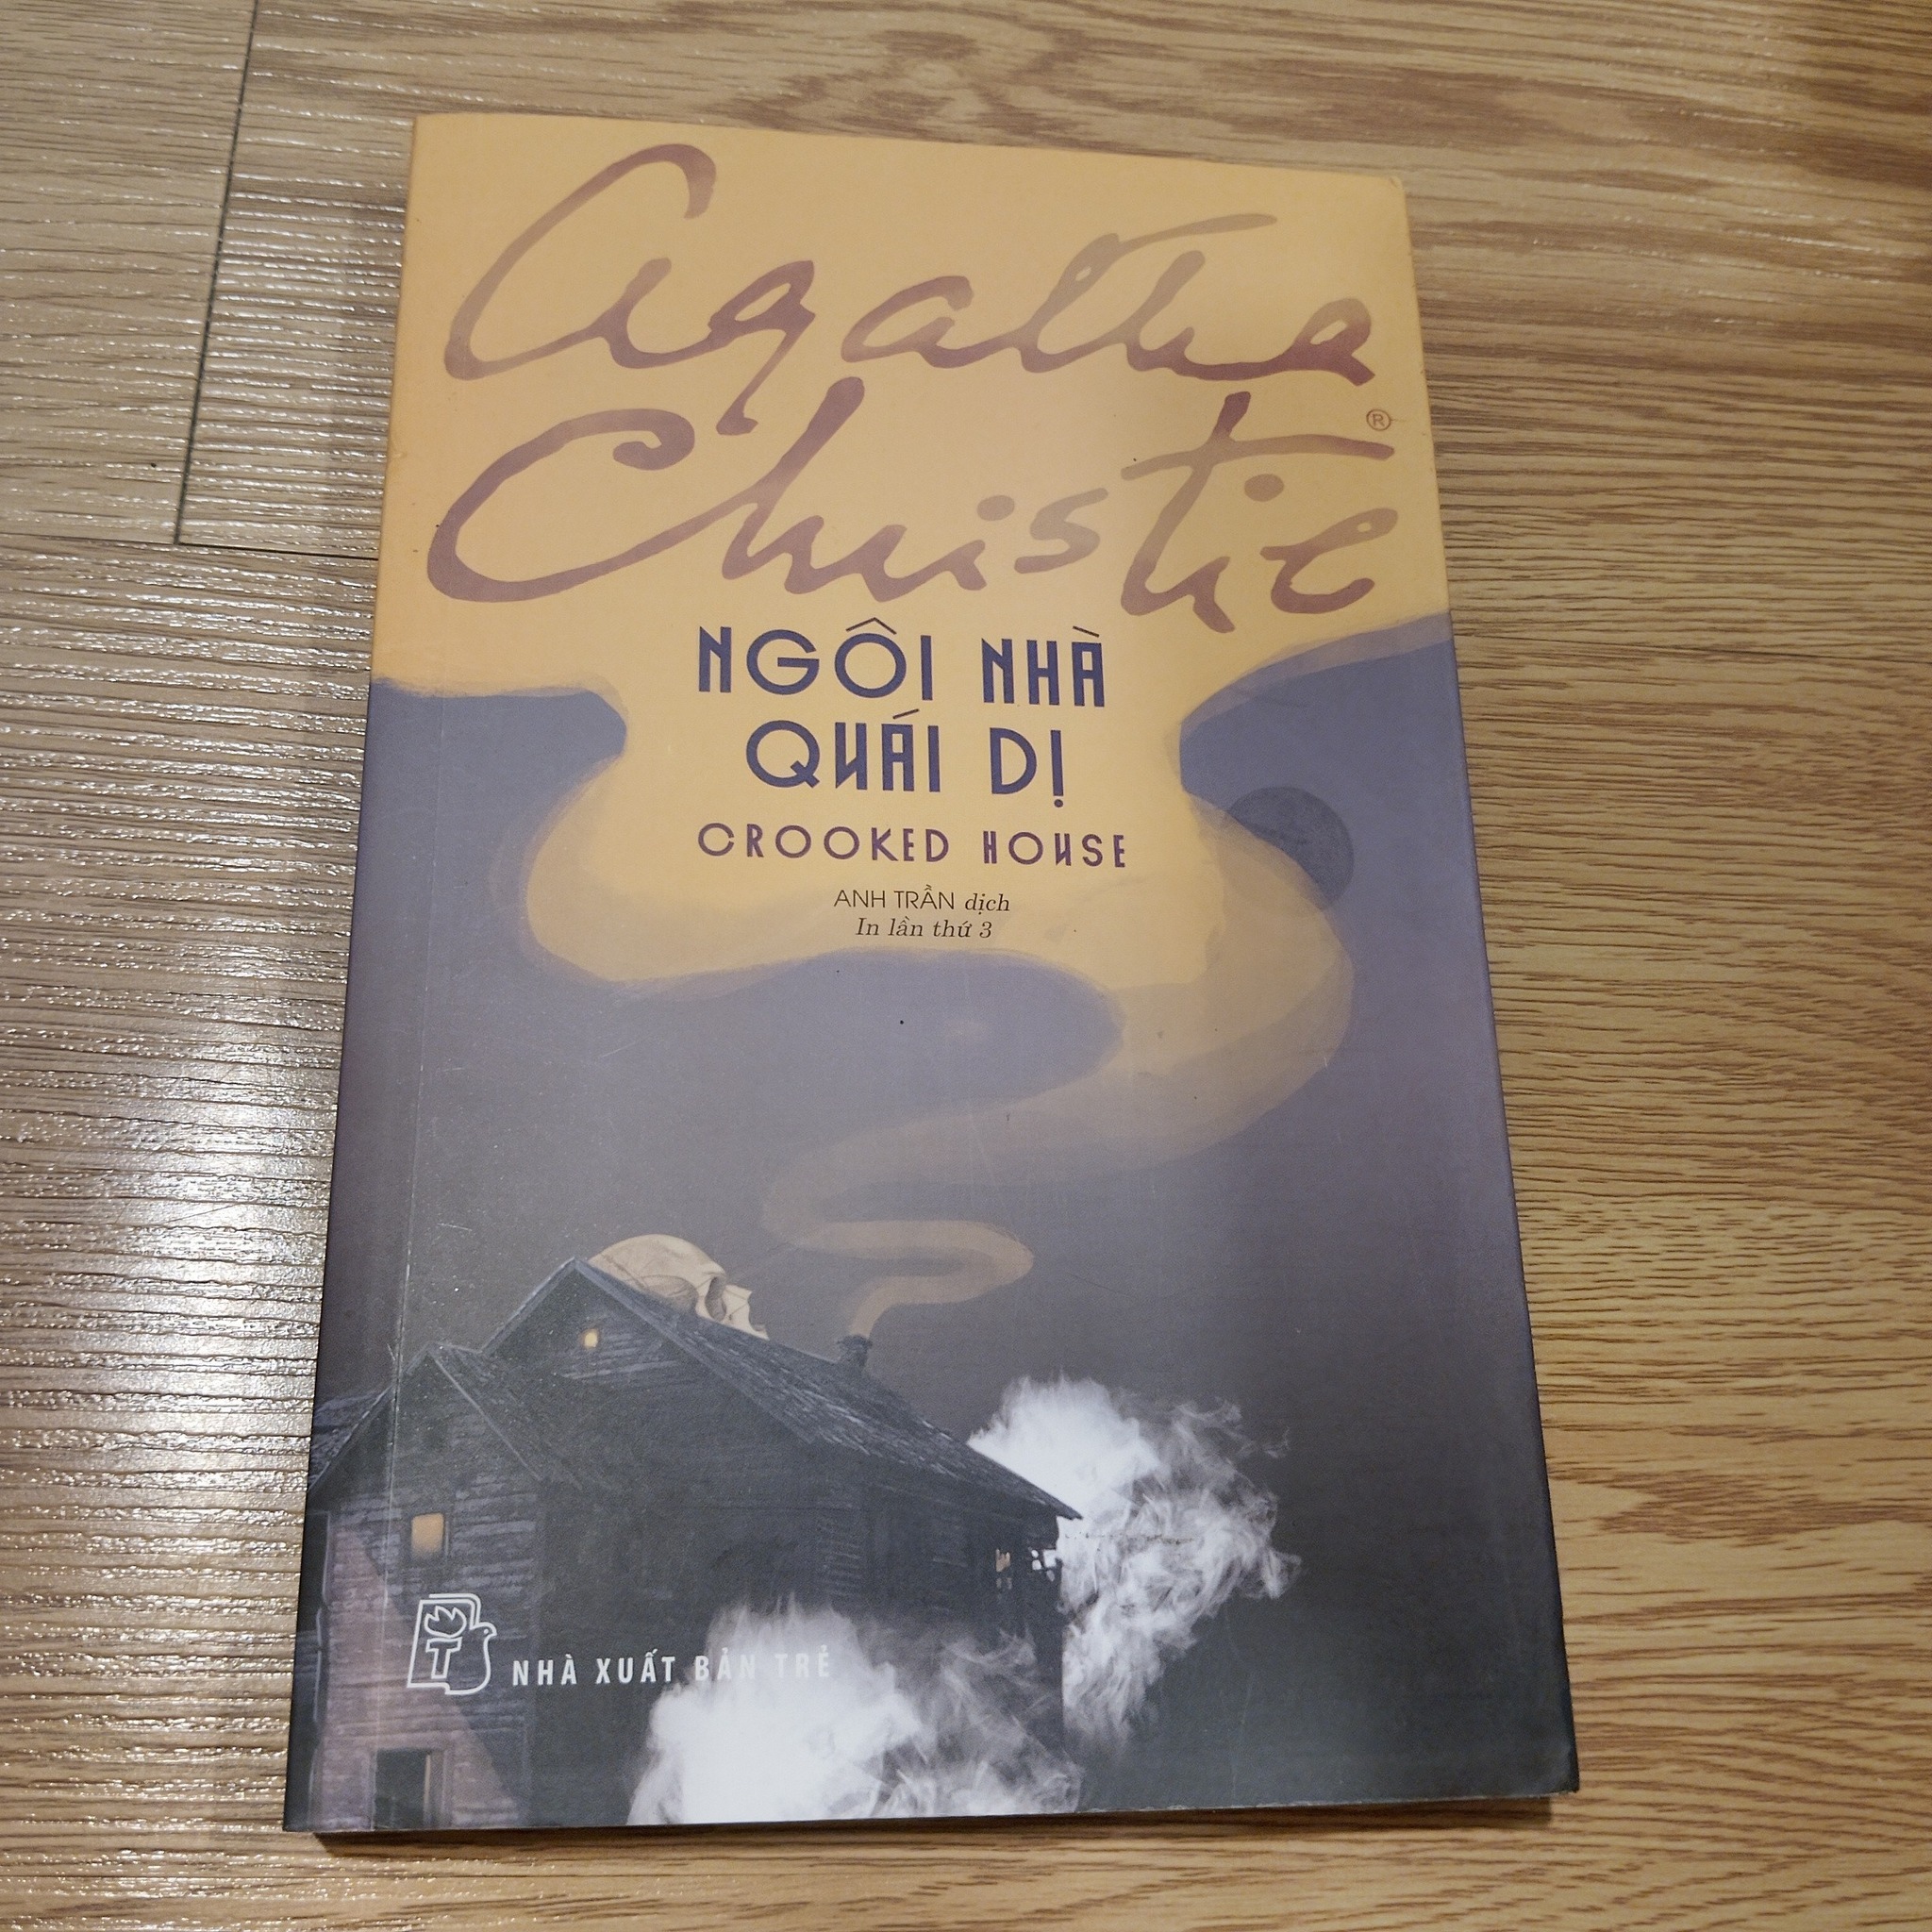 Agatha
Christie®
NGÔI NHÀ
QUÁI DỊ
CROOKED HOUSE
ANH TRẦN dịch
In lần thứ 3
T
NHÀ XUẤT BẢN TRẺ